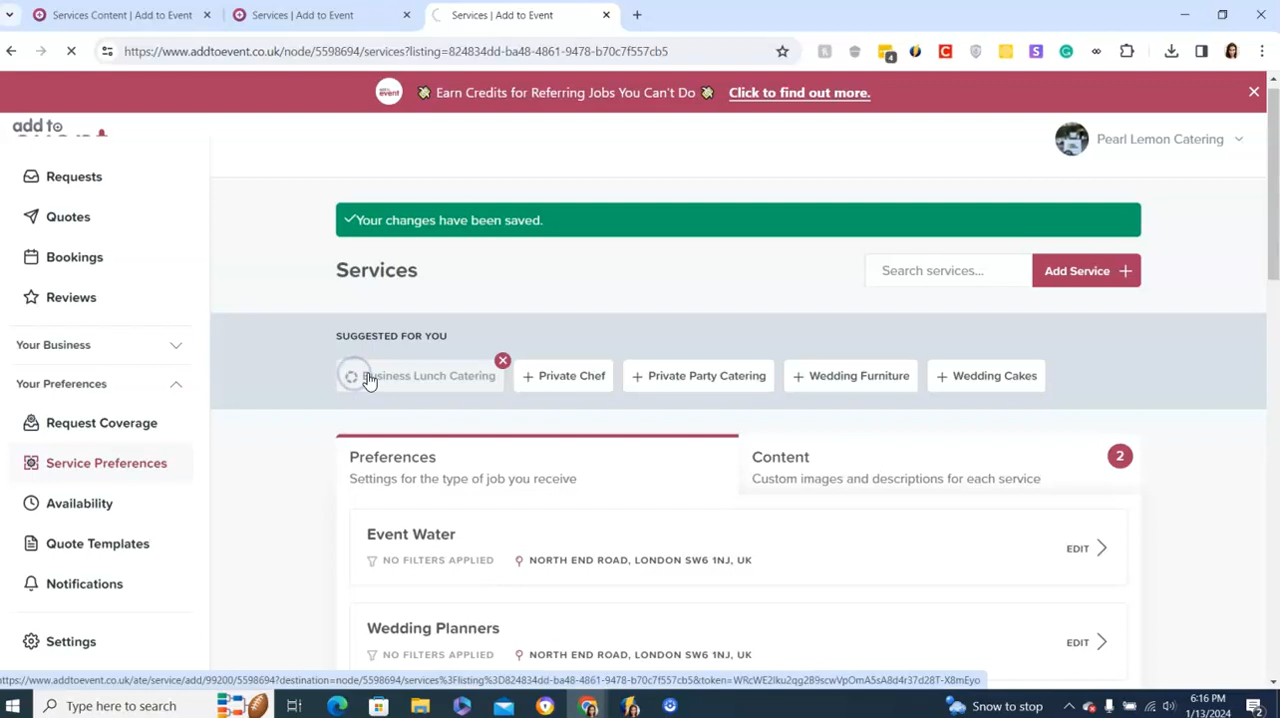 Services Content | Add to Event
Services | Add to Event
Services | Add to Event
https://www.addtoevent.co.uk/node/5598694/services?listing=824834dd-ba48-4861-9478-b70c7f557cb5
4
💸 Earn Credits for Referring Jobs You Can't Do 💸 Click to find out more.
add to
Pearl Lemon Catering
Requests
Quotes
Bookings
Reviews
Your Business
Your Preferences
Request Coverage
Service Preferences
Availability
Quote Templates
Notifications
Settings
Your changes have been saved.
Services
Search services...
Add Service +
SUGGESTED FOR YOU
Business Lunch Catering
+ Private Chef
+ Private Party Catering
+ Wedding Furniture
+ Wedding Cakes
Preferences
Settings for the type of job you receive
Content
Custom images and descriptions for each service
2
Event Water
NO FILTERS APPLIED
NORTH END ROAD, LONDON SW6 1NJ, UK
EDIT
Wedding Planners
NO FILTERS APPLIED
NORTH END ROAD, LONDON SW6 1NJ, UK
EDIT
Type here to search
Snow to stop
6:16 PM
1/13/2024
2